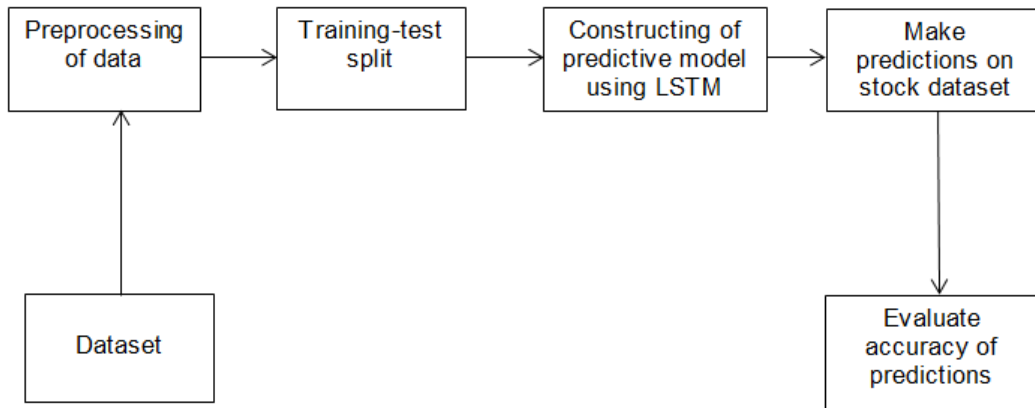 Preprocessing
of data
Training-test
split
Constructing of
predictive model
using LSTM
Make
predictions on
stock dataset
Dataset
Evaluate
accuracy of
predictions